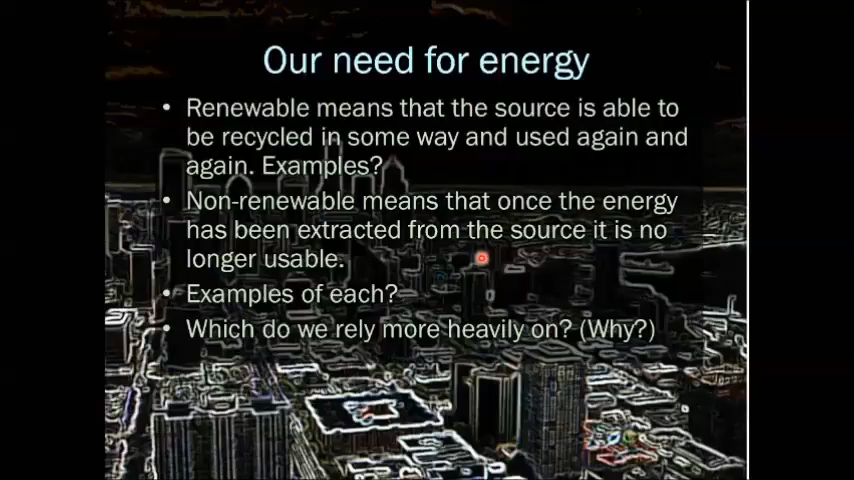 Our need for energy
• Renewable means that the source is able to
be recycled in some way and used again and
again. Examples?
• Non-renewable means that once the energy
has been extracted from the source it is no
longer usable.
• Examples of each?
• Which do we rely more heavily on? (Why?)